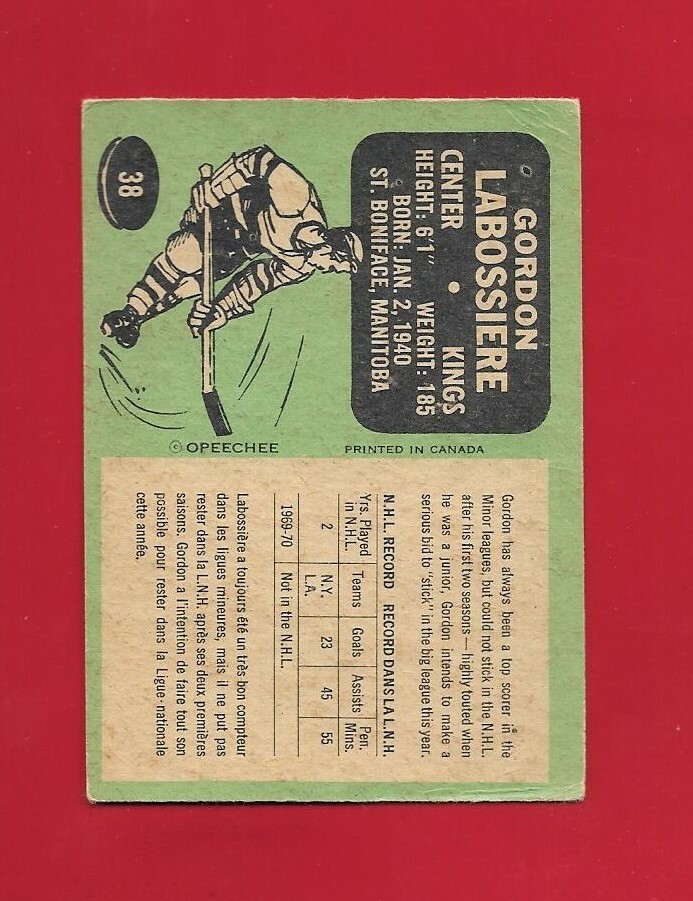 38
GORDON
LABOSSIERE
CENTER • KINGS
HEIGHT: 6'1" WEIGHT: 185
BORN: JAN. 2, 1940
ST. BONIFACE, MANITOBA
© OPEECHEE
PRINTED IN CANADA
Gordon has always been a top scorer in the
Minor leagues, but could not stick in the N.H.L.
after his first two seasons — highly touted when
he was a junior, Gordon intends to make a
serious bid to "stick" in the big league this year.
N.H.L. RECORD RECORD DANS LA L.N.H.
Yrs. Played in N.H.L. Teams Goals Assists Pen. Mins.
2 N.Y. L.A. 23 45 55
1969-70 Not in the N.H.L.
Labossière a toujours été un très bon compteur
dans les ligues mineures, mais il ne put pas
rester dans la L.N.H. après ses deux premières
saisons. Gordon a l'intention de faire tout son
possible pour rester dans la Ligue nationale
cette année.